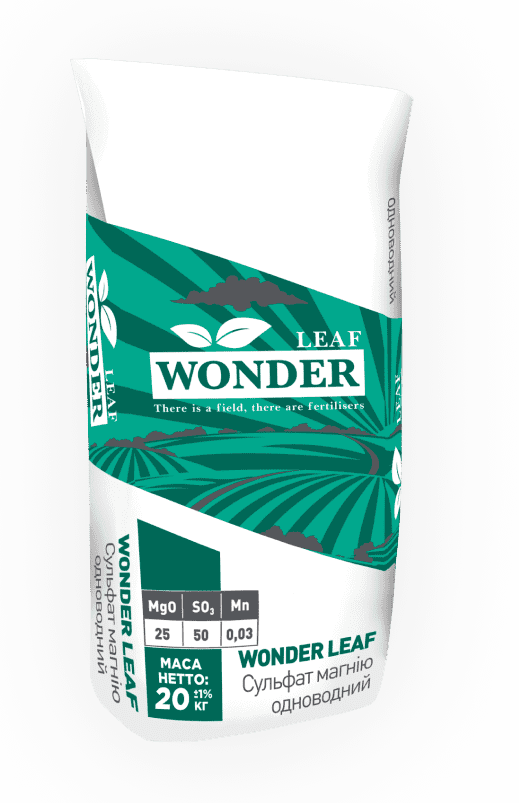 LEAF
WONDER
There is a field, there are fertilisers
LEAF
WONDER
одноводний
LEAF
WONDER LEAF
Сульфат магнію
одноводний
MgO SO₃ Mn
25 50 0,03
МАСА
НЕТТО:
20 ±1% КГ
WONDER LEAF
Сульфат магнію
одноводний